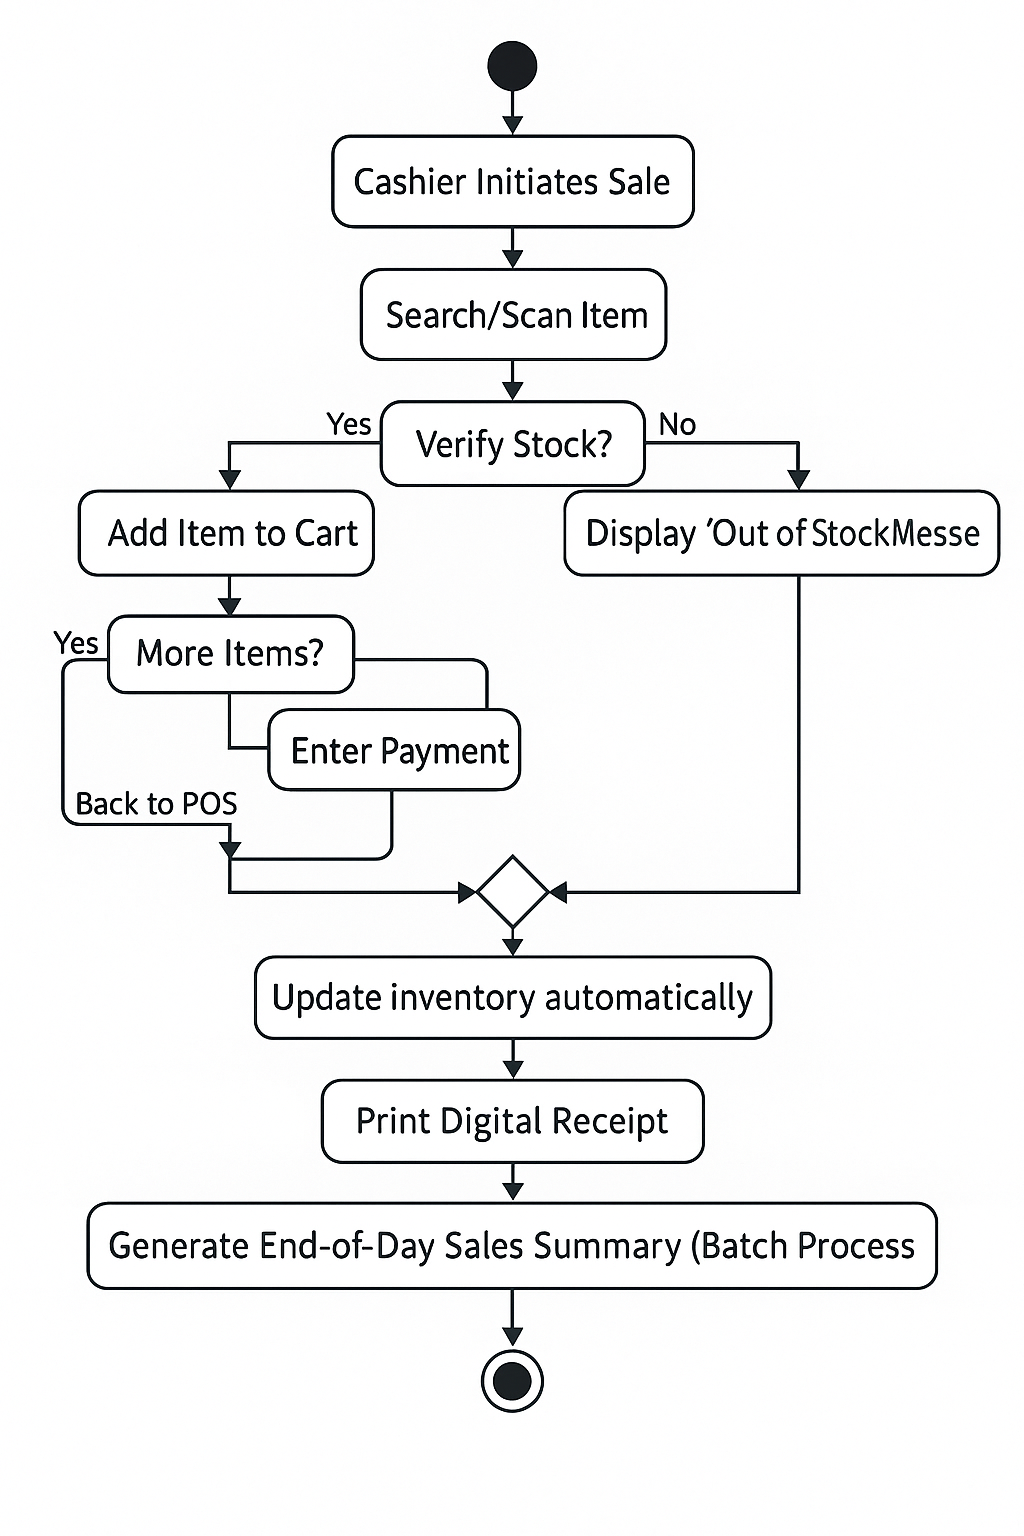 Cashier Initiates Sale
Search/Scan Item
Yes
Verify Stock?
No
Add Item to Cart
Display ‘Out of StockMesse
Yes
More Items?
Enter Payment
Back to POS
Update inventory automatically
Print Digital Receipt
Generate End-of-Day Sales Summary (Batch Process